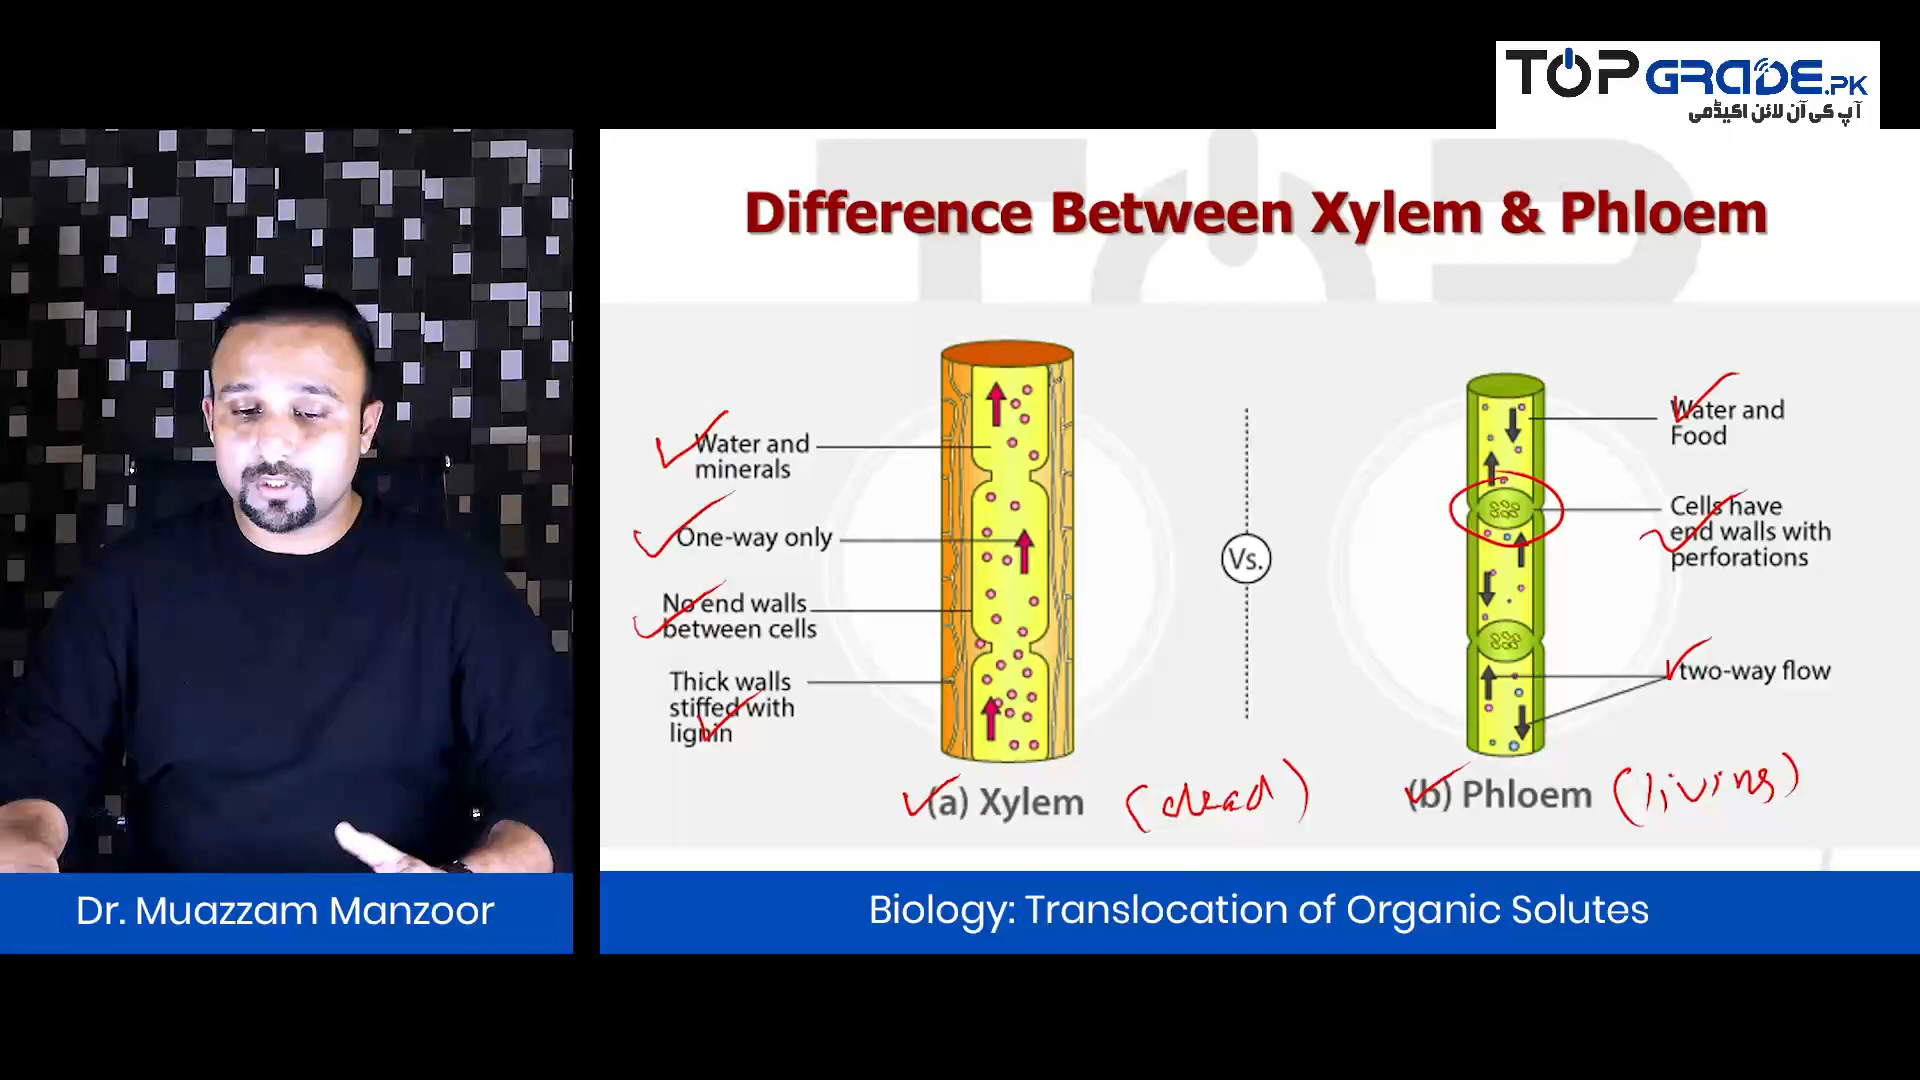 TOP GRADE.PK
آپ کی آن لائن اکیڈمی
Difference Between Xylem & Phloem
Water and
minerals
One-way only
No end walls
between cells
Thick walls
stiffed with
lignin
(a) Xylem
(dead)
Vs.
Water and
Food
Cells have
end walls with
perforations
two-way flow
(b) Phloem
(living)
Dr. Muazzam Manzoor
Biology: Translocation of Organic Solutes